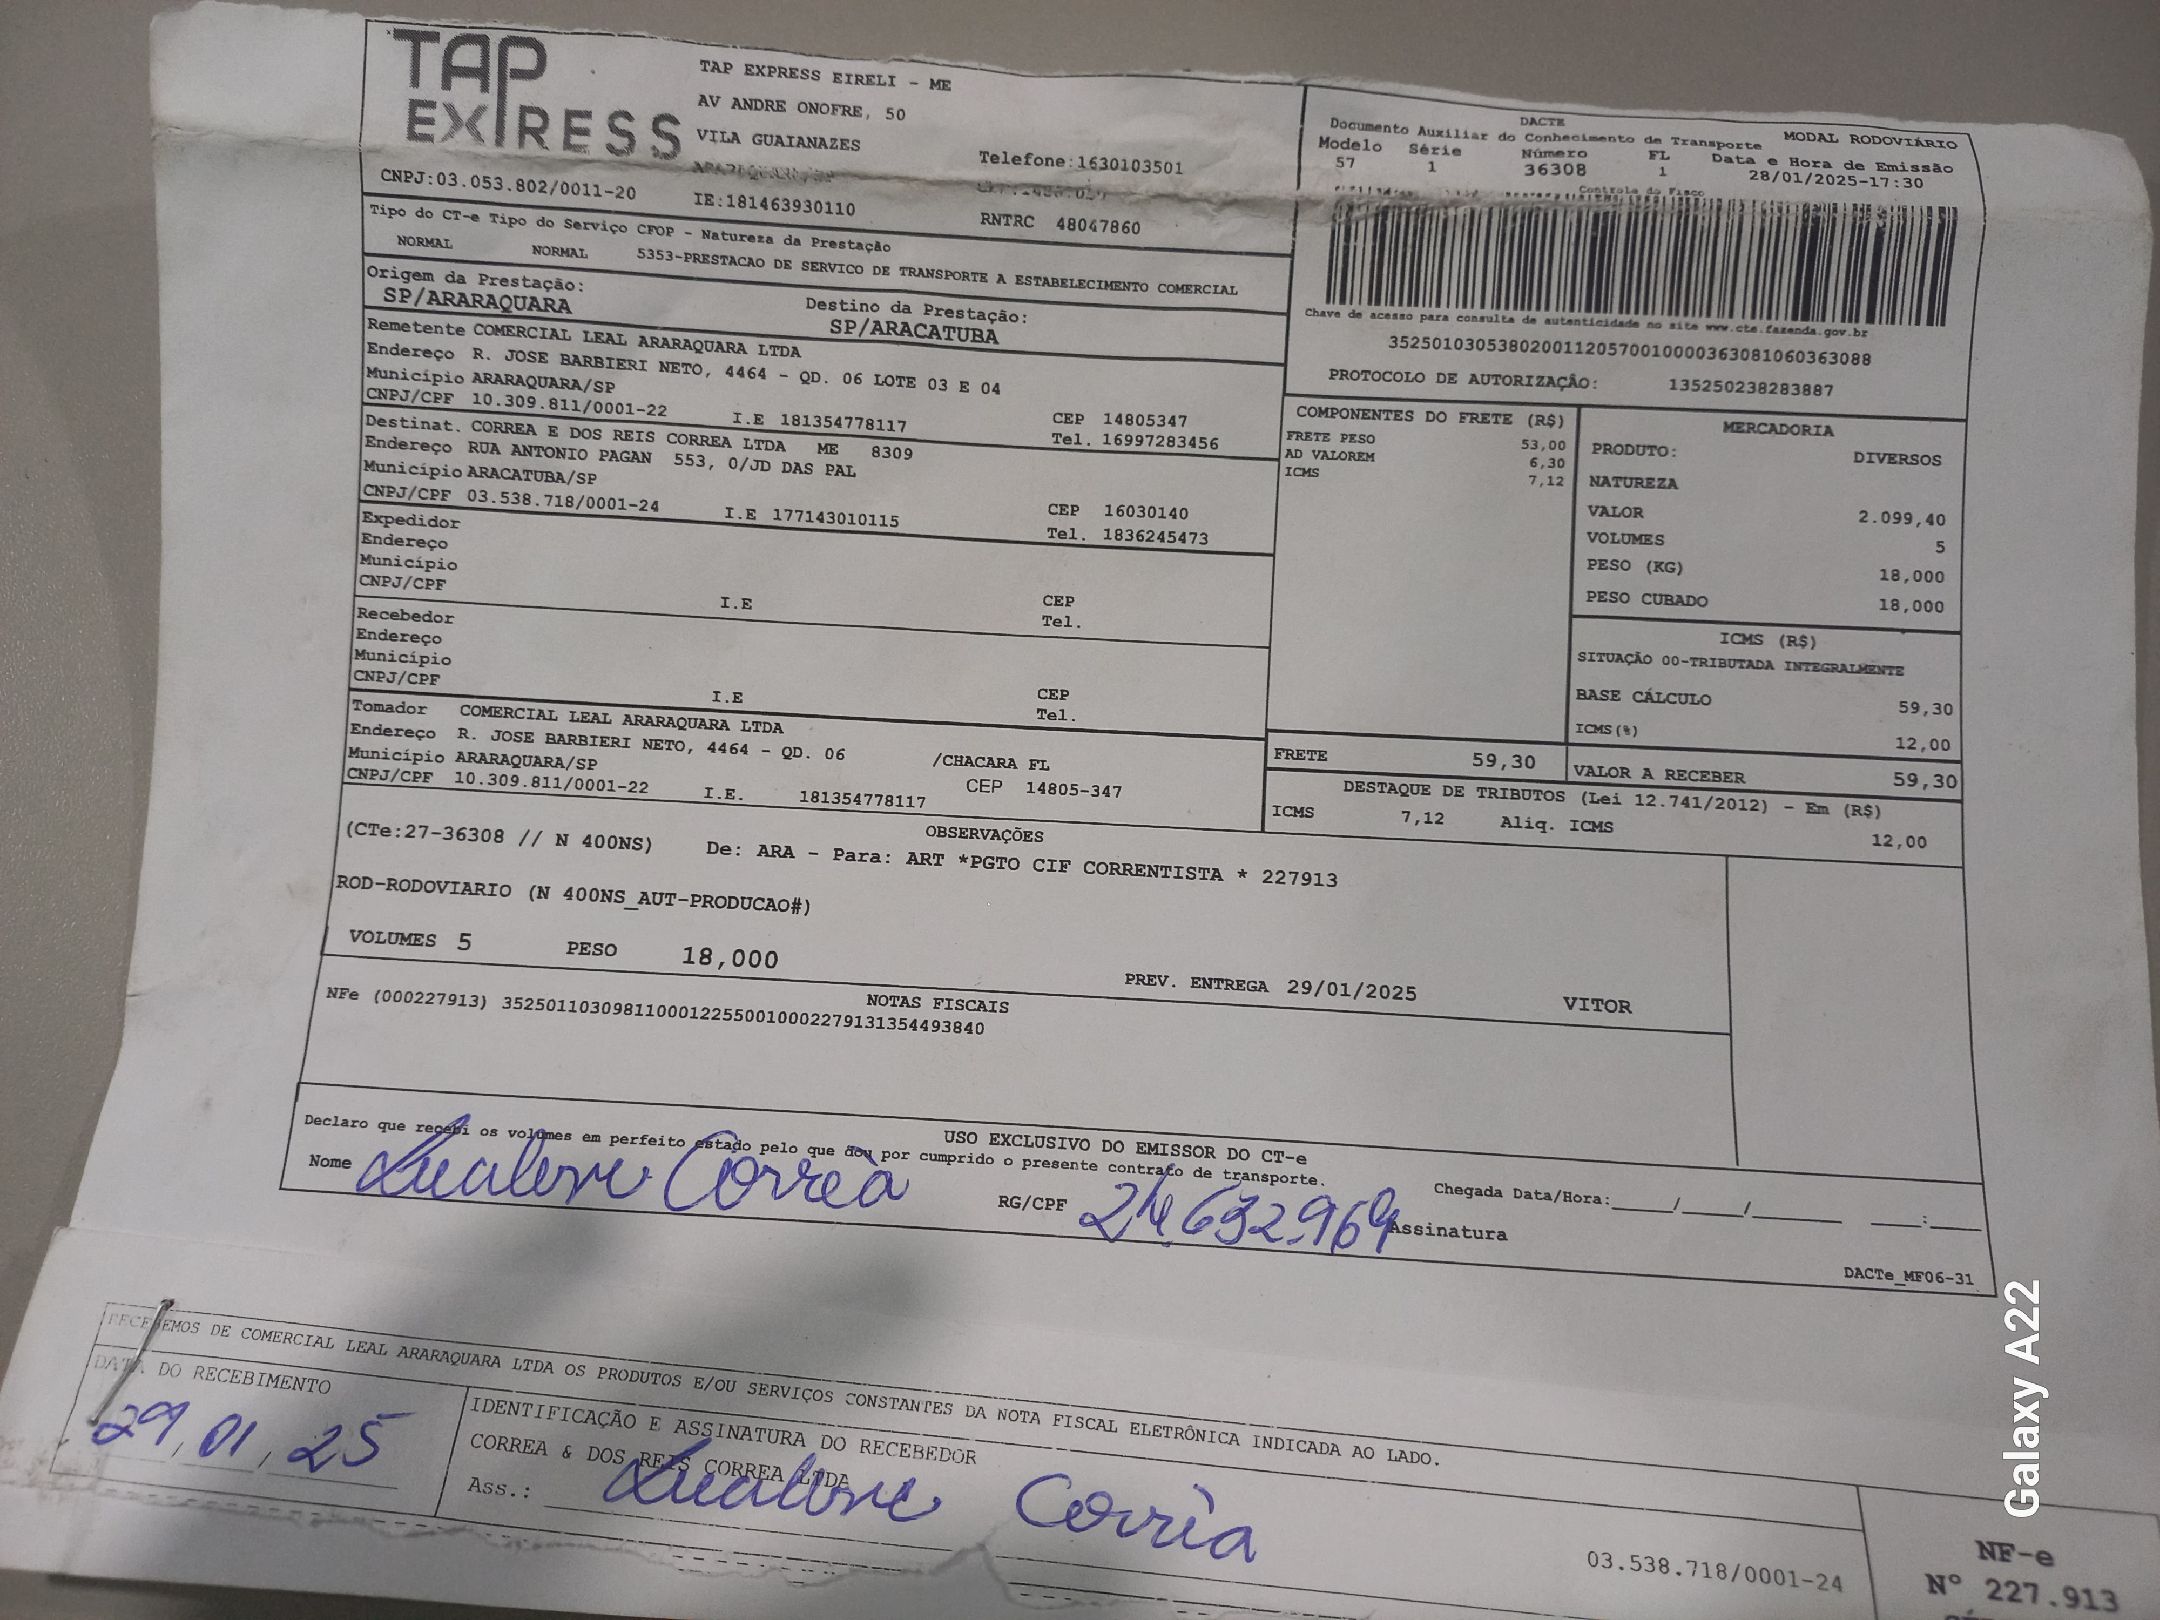 TAP EXPRESS
TAP EXPRESS EIRELI - ME
AV ANDRE ONOFRE, 50
VILA GUAIANAZES
Telefone:1630103501
CNPJ:03.053.802/0011-20
IE:181463930110
RNTRC 48047860
DACTE
Documento Auxiliar do Conhecimento de Transporte
MODAL RODOVIÁRIO
Modelo Série Número FL Data e Hora de Emissão
57 1 36308 1 28/01/2025-17:30
Controle do Fisco
Chave de acesso para consulta de autenticidade no site www.cte.fazenda.gov.br
35250103053802001120570010000363081060363088
PROTOCOLO DE AUTORIZAÇÃO: 135250238283887
Tipo do CT-e Tipo do Serviço CFOP - Natureza da Prestação
NORMAL NORMAL 5353-PRESTACAO DE SERVICO DE TRANSPORTE A ESTABELECIMENTO COMERCIAL
Origem da Prestação: Destino da Prestação:
SP/ARARAQUARA SP/ARACATUBA
Remetente COMERCIAL LEAL ARARAQUARA LTDA
Endereço R. JOSE BARBIERI NETO, 4464 - QD. 06 LOTE 03 E 04
Município ARARAQUARA/SP CEP 14805347
CNPJ/CPF 10.309.811/0001-22 I.E 181354778117 Tel. 16997283456
Destinat. CORREA E DOS REIS CORREA LTDA ME 8309
Endereço RUA ANTONIO PAGAN 553, 0/JD DAS PAL
Município ARACATUBA/SP CEP 16030140
CNPJ/CPF 03.538.718/0001-24 I.E 177143010115 Tel. 1836245473
Expedidor
Endereço
Município CEP
CNPJ/CPF I.E Tel.
Recebedor
Endereço
Município CEP
CNPJ/CPF I.E Tel.
Tomador COMERCIAL LEAL ARARAQUARA LTDA
Endereço R. JOSE BARBIERI NETO, 4464 - QD. 06 /CHACARA FL
Município ARARAQUARA/SP CEP 14805-347
CNPJ/CPF 10.309.811/0001-22 I.E. 181354778117
COMPONENTES DO FRETE (R$)
FRETE PESO 53,00
AD VALOREM 6,30
ICMS 7,12
MERCADORIA
PRODUTO: DIVERSOS
NATUREZA
VALOR 2.099,40
VOLUMES 5
PESO (KG) 18,000
PESO CUBADO 18,000
ICMS (R$)
SITUAÇÃO 00-TRIBUTADA INTEGRALMENTE
BASE CÁLCULO 59,30
ICMS(%) 12,00
FRETE 59,30 VALOR A RECEBER 59,30
DESTAQUE DE TRIBUTOS (Lei 12.741/2012) - Em (R$)
ICMS 7,12 Aliq. ICMS 12,00
OBSERVAÇÕES
(CTe:27-36308 // N 400NS) De: ARA - Para: ART *PGTO CIF CORRENTISTA * 227913
ROD-RODOVIARIO (N 400NS_AUT-PRODUCAO#)
VOLUMES 5 PESO 18,000 PREV. ENTREGA 29/01/2025 VITOR
NOTAS FISCAIS
NFe (000227913) 35250110309811000122550010002279131354493840
USO EXCLUSIVO DO EMISSOR DO CT-e
Declaro que recebi os volumes em perfeito estado pelo que dou por cumprido o presente contrato de transporte.
Nome Corrêa RG/CPF 24.632.969 Assinatura Chegada Data/Hora:____/____/______ ____:____
DACTe_MF06-31
RECEBEMOS DE COMERCIAL LEAL ARARAQUARA LTDA OS PRODUTOS E/OU SERVIÇOS CONSTANTES DA NOTA FISCAL ELETRÔNICA INDICADA AO LADO.
DATA DO RECEBIMENTO IDENTIFICAÇÃO E ASSINATURA DO RECEBEDOR
CORREA & DOS REIS CORREA LTDA
29, 01, 25
Ass.: Corrêa
03.538.718/0001-24
NF-e
Nº 227.913
Galaxy A22